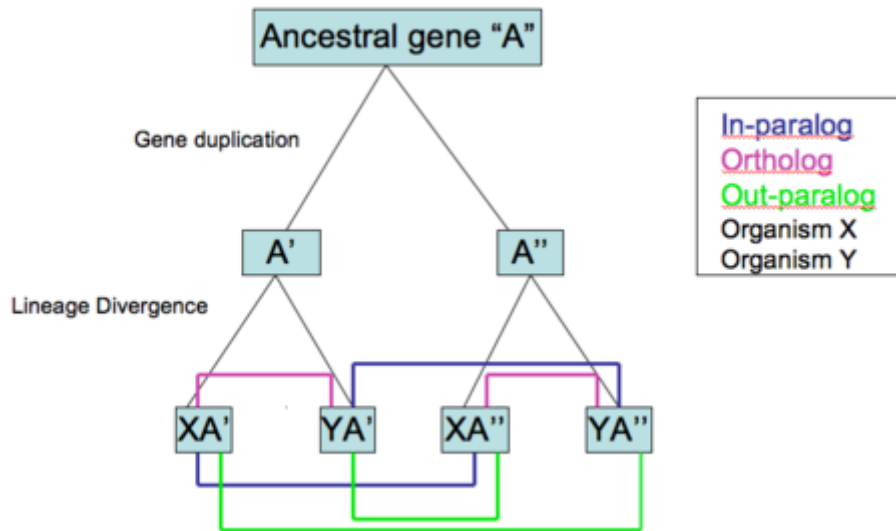 Ancestral gene “A”
Gene duplication
In-paralog
Ortholog
Out-paralog
Organism X
Organism Y
A’
A’’
Lineage Divergence
XA’
YA’
XA’’
YA’’